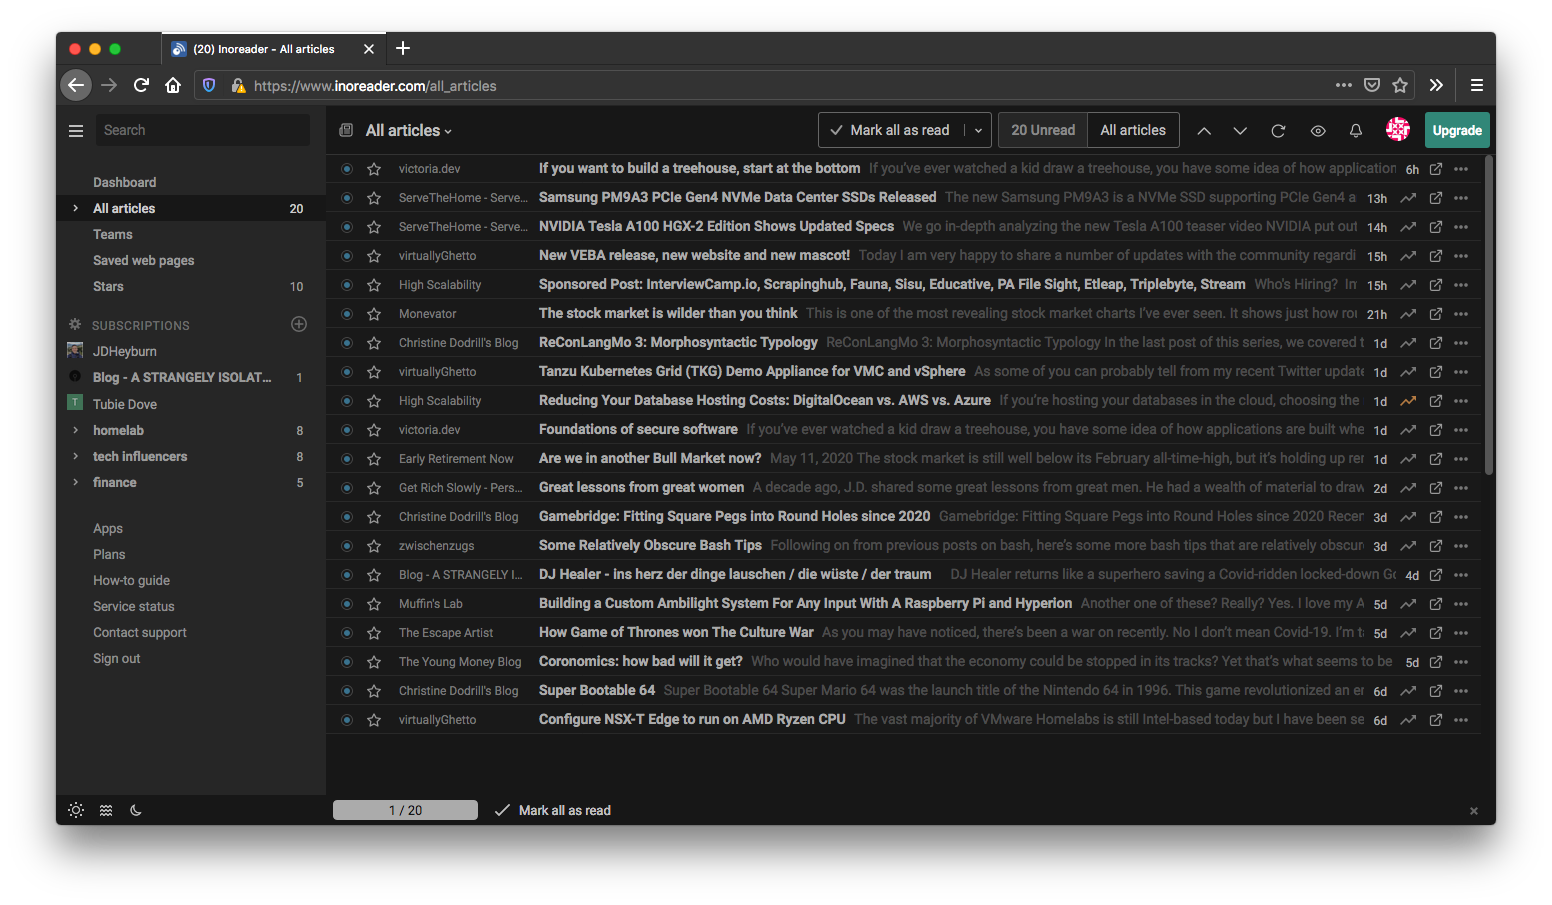 (20) Inoreader - All articles
https://www.inoreader.com/all_articles
Search
All articles
Mark all as read
20 Unread
All articles
Upgrade
Dashboard
All articles 20
Teams
Saved web pages
Stars 10
SUBSCRIPTIONS
JDHeyburn
Blog - A STRANGELY ISOLAT... 1
T Tubie Dove
homelab 8
tech influencers 8
finance 5
Apps
Plans
How-to guide
Service status
Contact support
Sign out
victoria.dev If you want to build a treehouse, start at the bottom If you've ever watched a kid draw a treehouse, you have some idea of how application 6h
ServeTheHome - Serve... Samsung PM9A3 PCIe Gen4 NVMe Data Center SSDs Released The new Samsung PM9A3 is a NVMe SSD supporting PCIe Gen4 a 13h
ServeTheHome - Serve... NVIDIA Tesla A100 HGX-2 Edition Shows Updated Specs We go in-depth analyzing the new Tesla A100 teaser video NVIDIA put out 14h
virtuallyGhetto New VEBA release, new website and new mascot! Today I am very happy to share a number of updates with the community regardi 15h
High Scalability Sponsored Post: InterviewCamp.io, Scrapinghub, Fauna, Sisu, Educative, PA File Sight, Etleap, Triplebyte, Stream Who's Hiring? 15h
Monevator The stock market is wilder than you think This is one of the most revealing stock market charts I've ever seen. It shows just how rou 21h
Christine Dodrill's Blog ReConLangMo 3: Morphosyntactic Typology ReConLangMo 3: Morphosyntactic Typology In the last post of this series, we covered t 1d
virtuallyGhetto Tanzu Kubernetes Grid (TKG) Demo Appliance for VMC and vSphere As some of you can probably tell from my recent Twitter update 1d
High Scalability Reducing Your Database Hosting Costs: DigitalOcean vs. AWS vs. Azure If you're hosting your databases in the cloud, choosing the 1d
victoria.dev Foundations of secure software If you've ever watched a kid draw a treehouse, you have some idea of how applications are built whe 1d
Early Retirement Now Are we in another Bull Market now? May 11, 2020 The stock market is still well below its February all-time-high, but it's holding up rer 1d
Get Rich Slowly - Pers... Great lessons from great women A decade ago, J.D. shared some great lessons from great men. He had a wealth of material to draw 2d
Christine Dodrill's Blog Gamebridge: Fitting Square Pegs into Round Holes since 2020 Gamebridge: Fitting Square Pegs into Round Holes since 2020 Recen 3d
zwischenzugs Some Relatively Obscure Bash Tips Following on from previous posts on bash, here's some more bash tips that are relatively obscur 3d
Blog - A STRANGELY I... DJ Healer - ins herz der dinge lauschen / die wüste / der traum DJ Healer returns like a superhero saving a Covid-ridden locked-down Ge 4d
Muffin's Lab Building a Custom Ambilight System For Any Input With A Raspberry Pi and Hyperion Another one of these? Really? Yes. I love my A 5d
The Escape Artist How Game of Thrones won The Culture War As you may have noticed, there's been a war on recently. No I don't mean Covid-19. I'm ta 5d
The Young Money Blog Coronomics: how bad will it get? Who would have imagined that the economy could be stopped in its tracks? Yet that's what seems to be 5d
Christine Dodrill's Blog Super Bootable 64 Super Bootable 64 Super Mario 64 was the launch title of the Nintendo 64 in 1996. This game revolutionized an er 6d
virtuallyGhetto Configure NSX-T Edge to run on AMD Ryzen CPU The vast majority of VMware Homelabs is still Intel-based today but I have been se 6d
1 / 20
Mark all as read